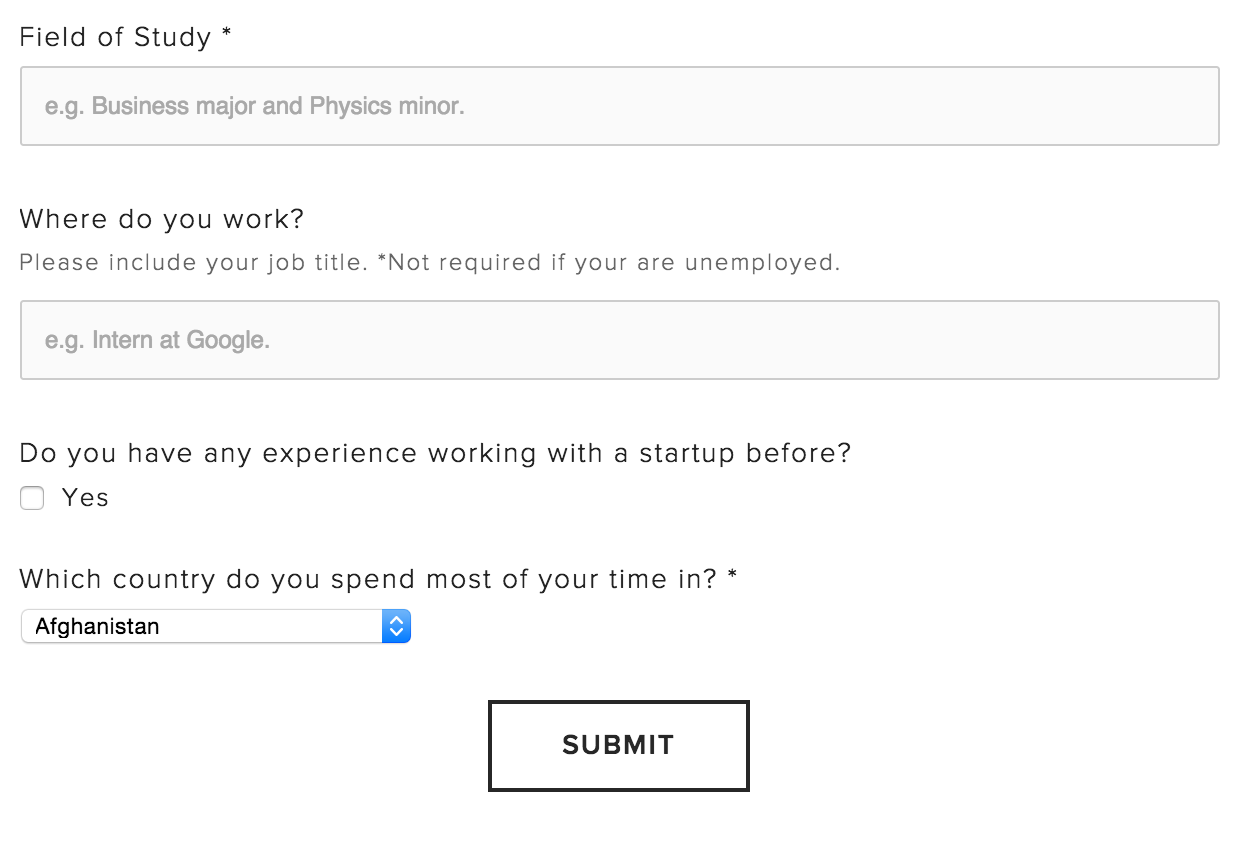 Field of Study *
e.g. Business major and Physics minor.
Where do you work?
Please include your job title. *Not required if your are unemployed.
e.g. Intern at Google.
Do you have any experience working with a startup before?
Yes
Which country do you spend most of your time in? *
Afghanistan
SUBMIT